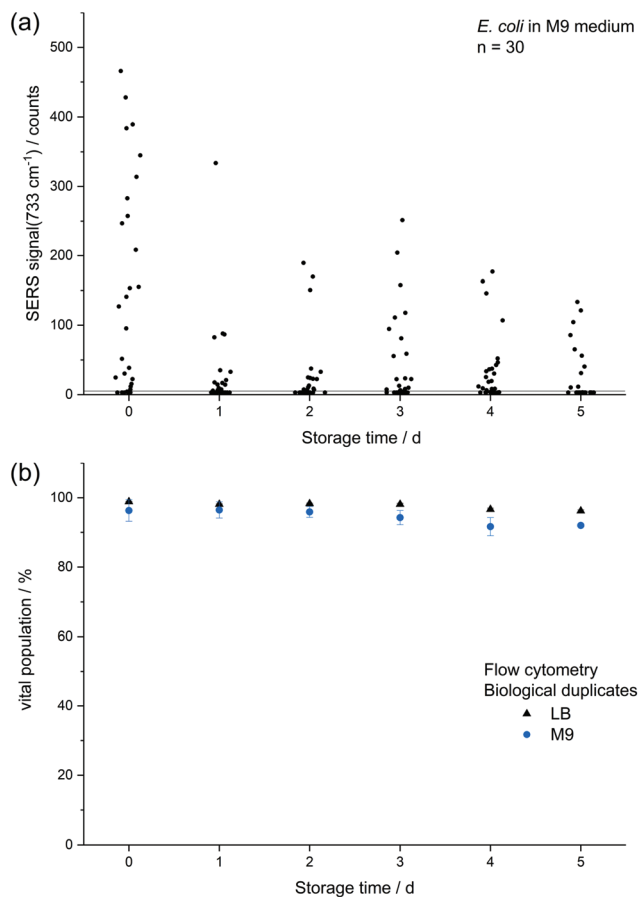 (a)
E. coli in M9 medium
n = 30
SERS signal(733 cm⁻¹) / counts
500
400
300
200
100
0
0 1 2 3 4 5
Storage time / d
(b)
vital population / %
100
80
60
40
20
0
Flow cytometry
Biological duplicates
LB
M9
0 1 2 3 4 5
Storage time / d